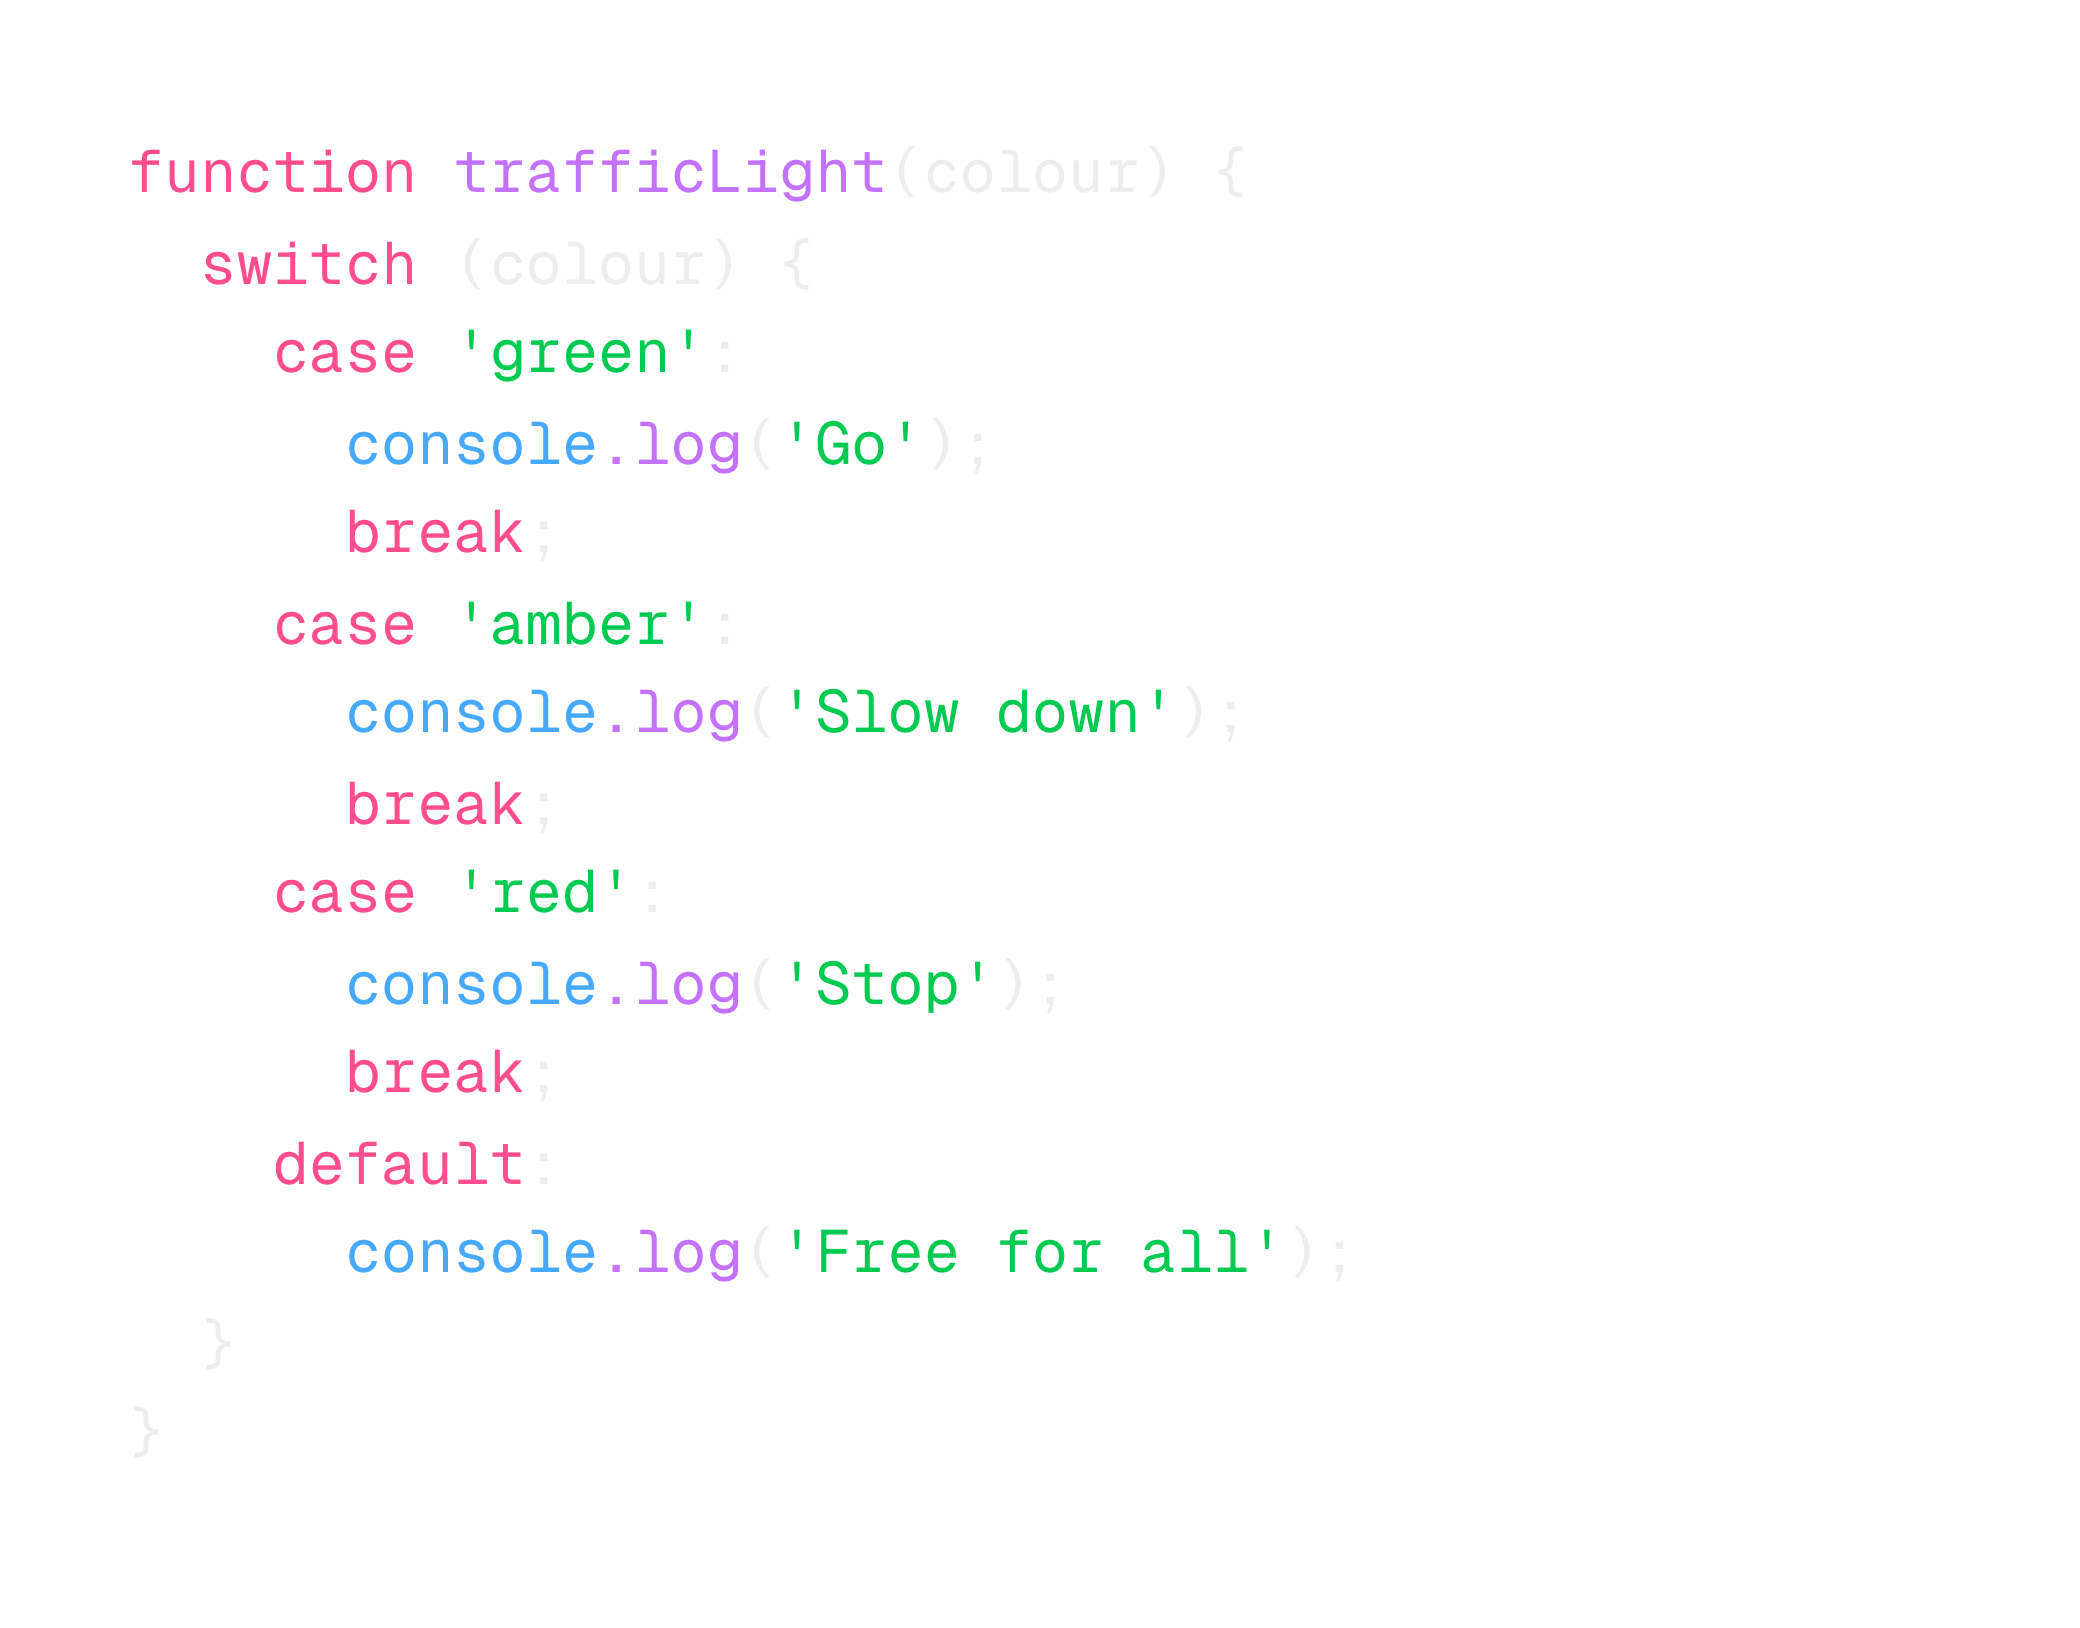 function trafficLight(colour) {
  switch (colour) {
    case 'green':
      console.log('Go');
      break;
    case 'amber':
      console.log('Slow down');
      break;
    case 'red':
      console.log('Stop');
      break;
    default:
      console.log('Free for all');
  }
}